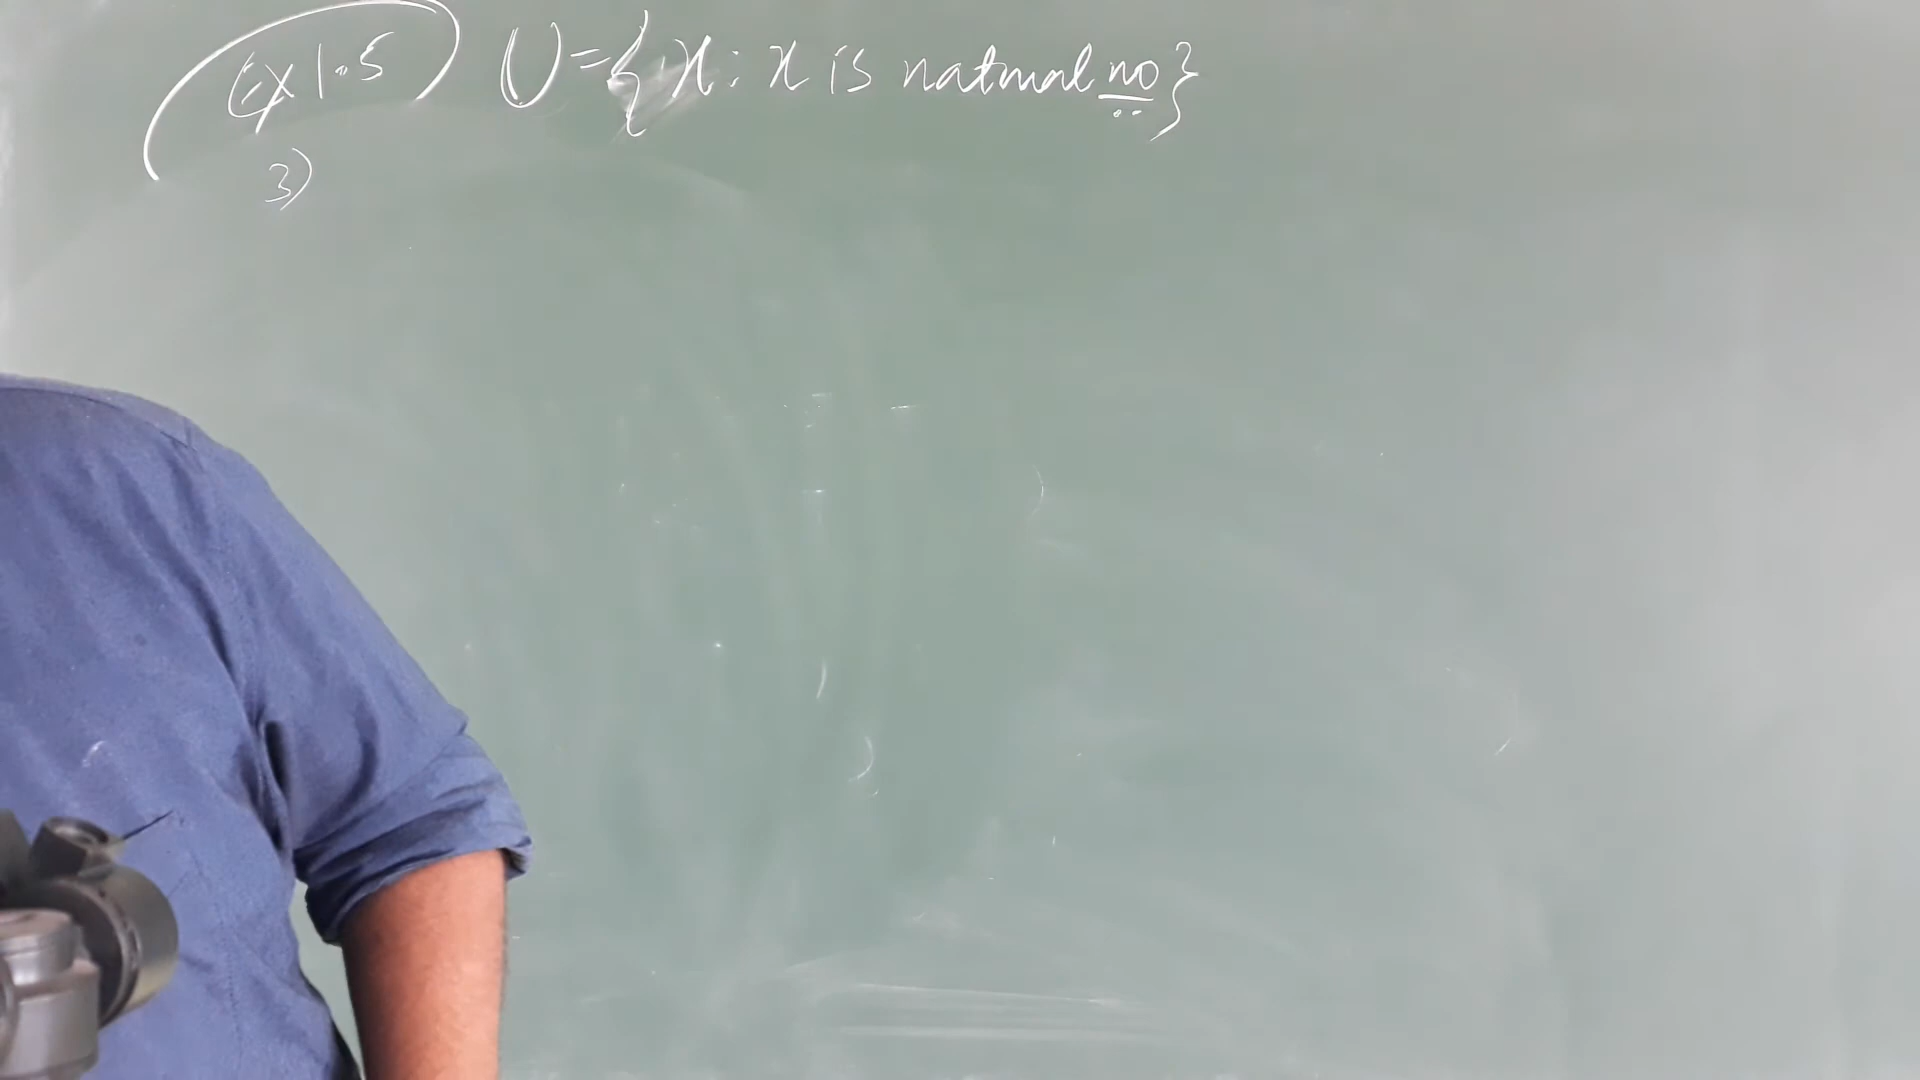 Ex 1.5 U = { x : x is natural no }
3)